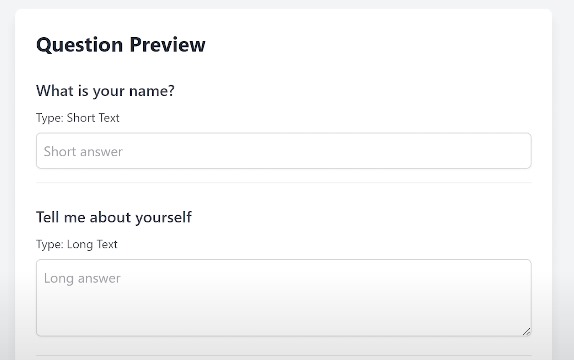 Question Preview
What is your name?
Type: Short Text
Short answer
Tell me about yourself
Type: Long Text
Long answer